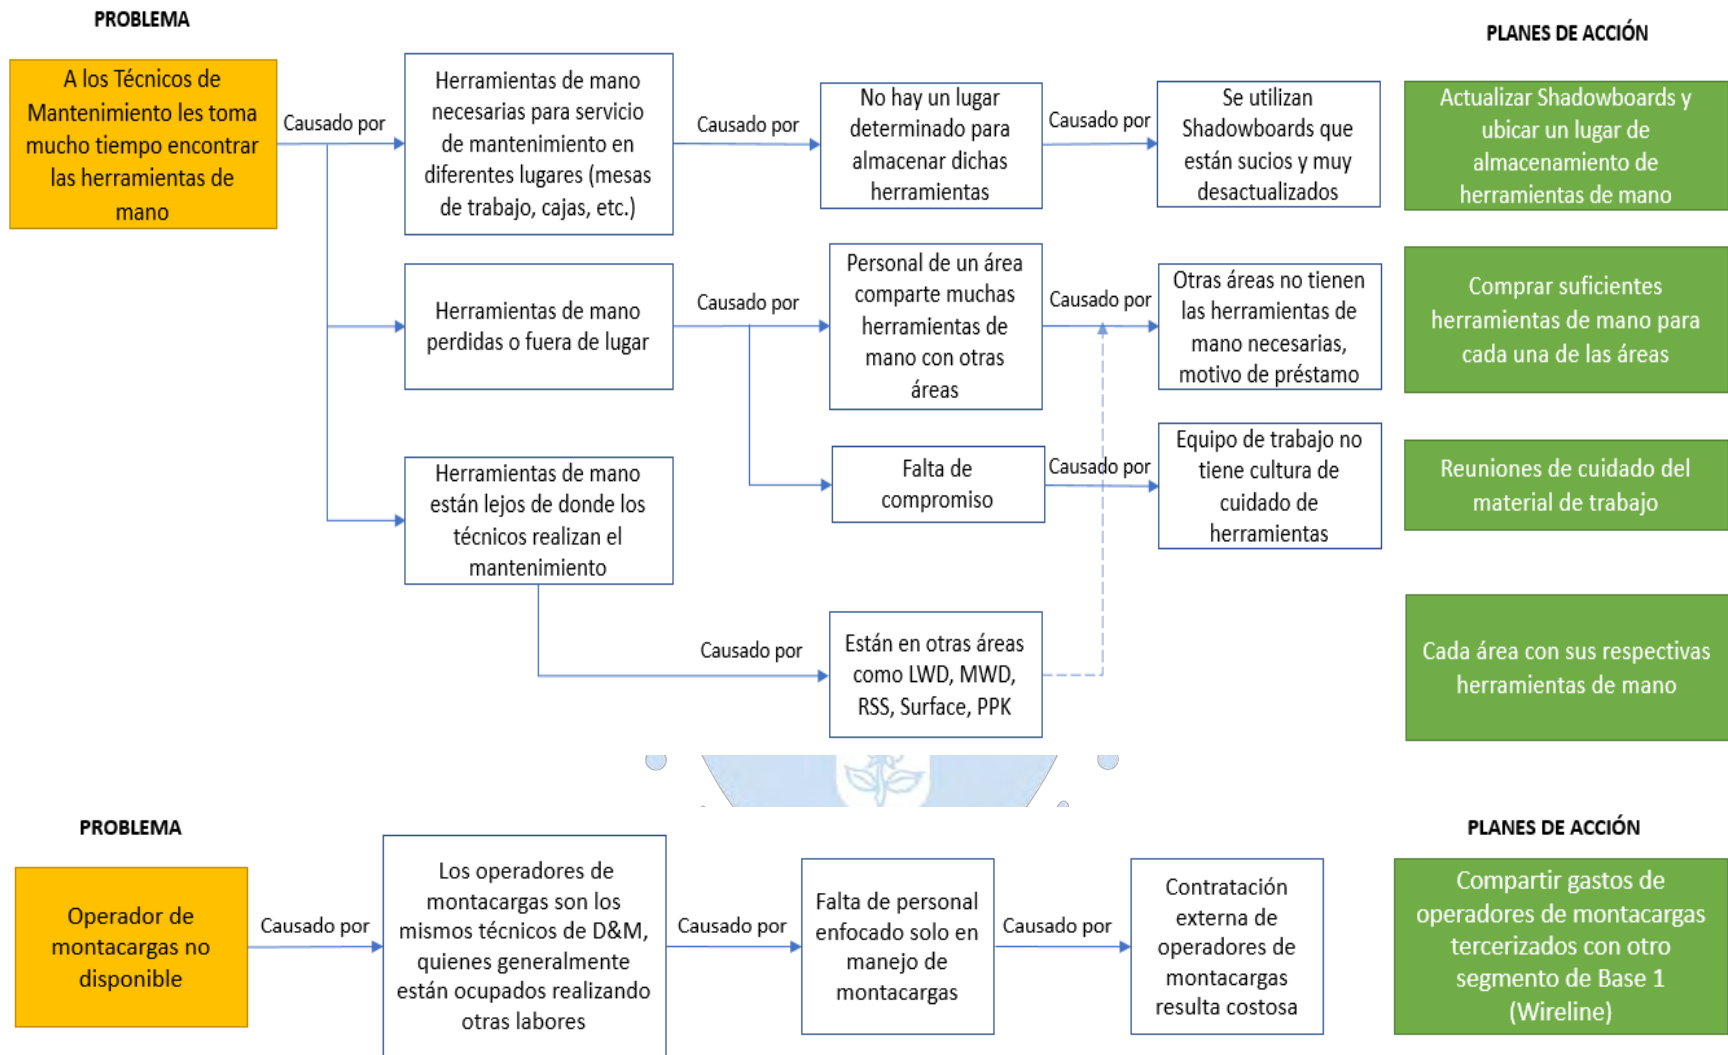 PROBLEMA
PLANES DE ACCIÓN
A los Técnicos de
Mantenimiento les toma
mucho tiempo encontrar
las herramientas de
mano
Causado por
Herramientas de mano
necesarias para servicio
de mantenimiento en
diferentes lugares (mesas
de trabajo, cajas, etc.)
Causado por
No hay un lugar
determinado para
almacenar dichas
herramientas
Causado por
Se utilizan
Shadowboards que
están sucios y muy
desactualizados
Actualizar Shadowboards y
ubicar un lugar de
almacenamiento de
herramientas de mano
Herramientas de mano
perdidas o fuera de lugar
Causado por
Personal de un área
comparte muchas
herramientas de
mano con otras
áreas
Causado por
Otras áreas no tienen
las herramientas de
mano necesarias,
motivo de préstamo
Comprar suficientes
herramientas de mano para
cada una de las áreas
Falta de
compromiso
Causado por
Equipo de trabajo no
tiene cultura de
cuidado de
herramientas
Reuniones de cuidado del
material de trabajo
Herramientas de mano
están lejos de donde los
técnicos realizan el
mantenimiento
Causado por
Están en otras áreas
como LWD, MWD,
RSS, Surface, PPK
Cada área con sus respectivas
herramientas de mano
PROBLEMA
PLANES DE ACCIÓN
Operador de
montacargas no
disponible
Causado por
Los operadores de
montacargas son los
mismos técnicos de D&M,
quienes generalmente
están ocupados realizando
otras labores
Causado por
Falta de personal
enfocado solo en
manejo de
montacargas
Causado por
Contratación
externa de
operadores de
montacargas
resulta costosa
Compartir gastos de
operadores de montacargas
tercerizados con otro
segmento de Base 1
(Wireline)